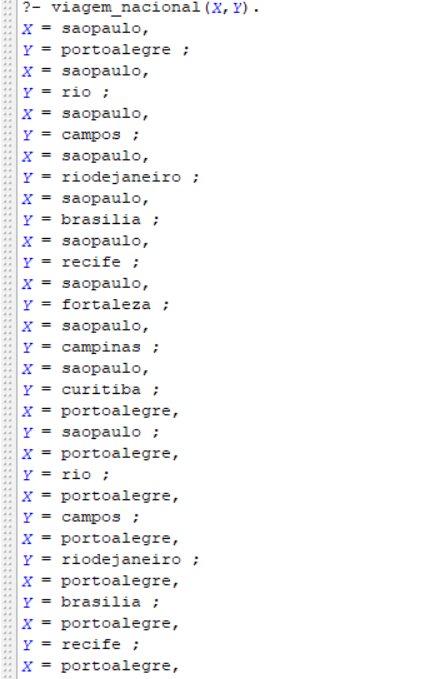 ?- viagem_nacional(X,Y).
X = saopaulo,
Y = portoalegre ;
X = saopaulo,
Y = rio ;
X = saopaulo,
Y = campos ;
X = saopaulo,
Y = riodejaneiro ;
X = saopaulo,
Y = brasilia ;
X = saopaulo,
Y = recife ;
X = saopaulo,
Y = fortaleza ;
X = saopaulo,
Y = campinas ;
X = saopaulo,
Y = curitiba ;
X = portoalegre,
Y = saopaulo ;
X = portoalegre,
Y = rio ;
X = portoalegre,
Y = campos ;
X = portoalegre,
Y = riodejaneiro ;
X = portoalegre,
Y = brasilia ;
X = portoalegre,
Y = recife ;
X = portoalegre,